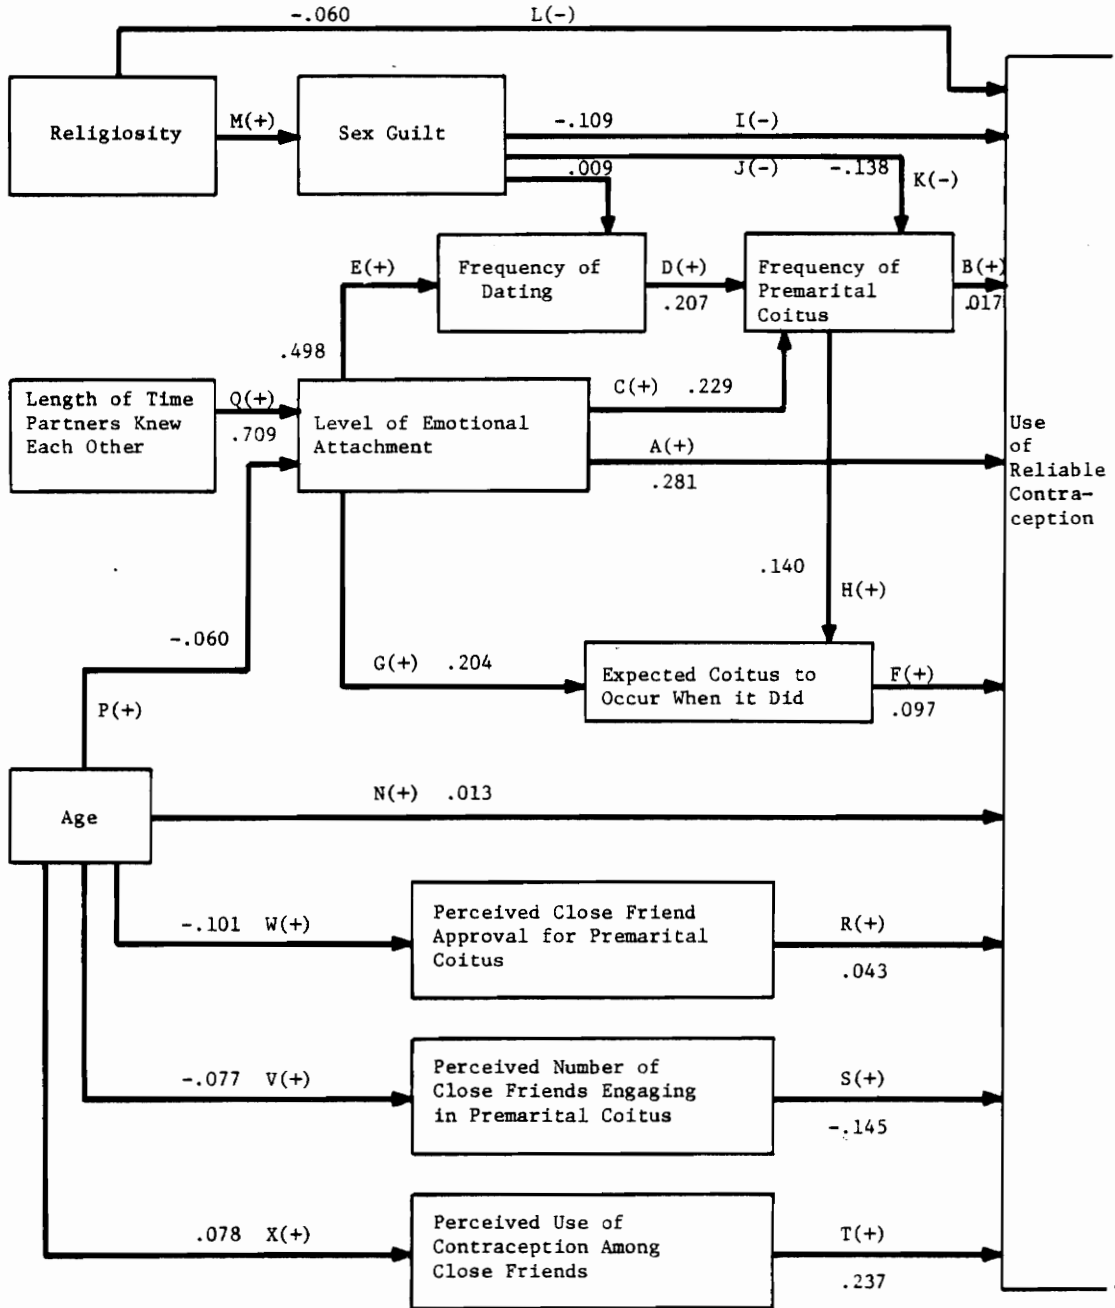 -.060 L(-)
Religiosity
M(+)
Sex Guilt
-.109 I(-)
.009 J(-) -.138
K(-)
E(+)
Frequency of
Dating
D(+)
.207
Frequency of
Premarital
Coitus
B(+)
.017
.498
Length of Time
Partners Knew
Each Other
Q(+)
.709
Level of Emotional
Attachment
C(+) .229
A(+)
.281
Use
of
Reliable
Contra-
ception
.140
H(+)
-.060
P(+)
G(+) .204
Expected Coitus to
Occur When it Did
F(+)
.097
Age
N(+) .013
-.101 W(+)
Perceived Close Friend
Approval for Premarital
Coitus
R(+)
.043
-.077 V(+)
Perceived Number of
Close Friends Engaging
in Premarital Coitus
S(+)
-.145
.078 X(+)
Perceived Use of
Contraception Among
Close Friends
T(+)
.237